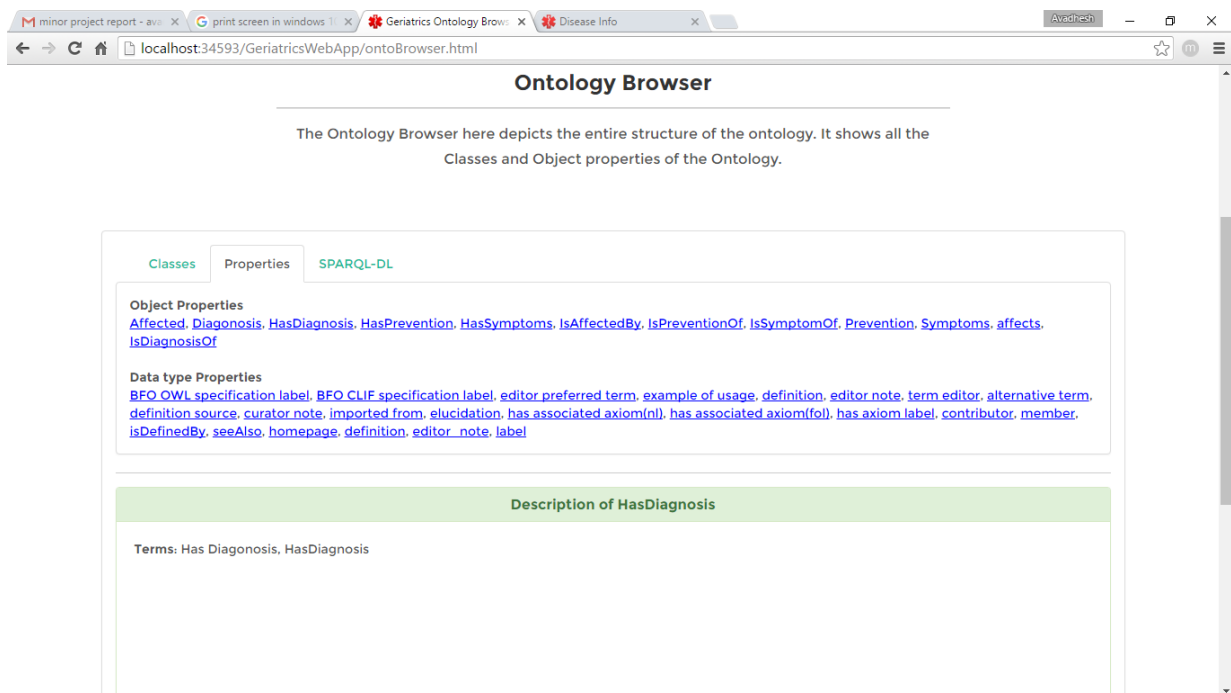 minor project report - ava
print screen in windows 1
Geriatrics Ontology Brows
Disease Info
Avadhesh
localhost:34593/GeriatricsWebApp/ontoBrowser.html
m
Ontology Browser
The Ontology Browser here depicts the entire structure of the ontology. It shows all the
Classes and Object properties of the Ontology.
Classes
Properties
SPARQL-DL
Object Properties
Affected, Diagonosis, HasDiagnosis, HasPrevention, HasSymptoms, IsAffectedBy, IsPreventionOf, IsSymptomOf, Prevention, Symptoms, affects,
IsDiagnosisOf
Data type Properties
BFO OWL specification label, BFO CLIF specification label, editor preferred term, example of usage, definition, editor note, term editor, alternative term,
definition source, curator note, imported from, elucidation, has associated axiom(nl), has associated axiom(fol), has axiom label, contributor, member,
isDefinedBy, seeAlso, homepage, definition, editor_note, label
Description of HasDiagnosis
Terms: Has Diagonosis, HasDiagnosis